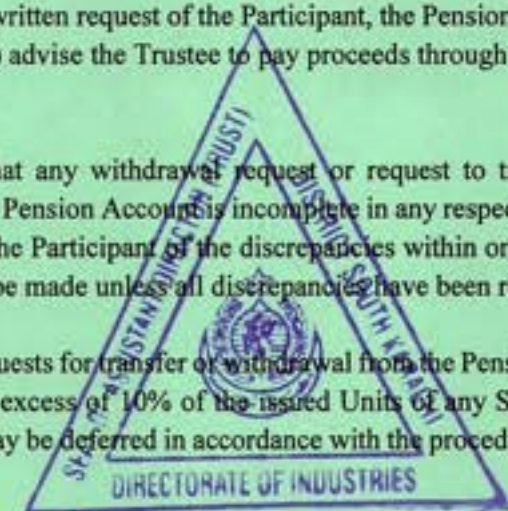 written request of the Participant, the Pension
) advise the Trustee to pay proceeds through
at any withdrawal request or request to t
Pension Account is incomplete in any respec
he Participant of the discrepancies within or
be made unless all discrepancies have been r
uests for transfer or withdrawal from the Pens
excess of 10% of the issued Units of any S
ay be deferred in accordance with the proced
ASSISTANT DIRECTOR (TRUST)
DISTRICT SOUTH KARACHI
DIRECTORATE OF INDUSTRIES